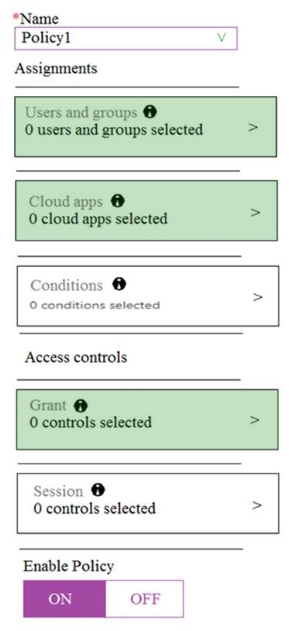 *Name
Policy1
Assignments
Users and groups
0 users and groups selected
Cloud apps
0 cloud apps selected
Conditions
0 conditions selected
Access controls
Grant
0 controls selected
Session
0 controls selected
Enable Policy
ON OFF